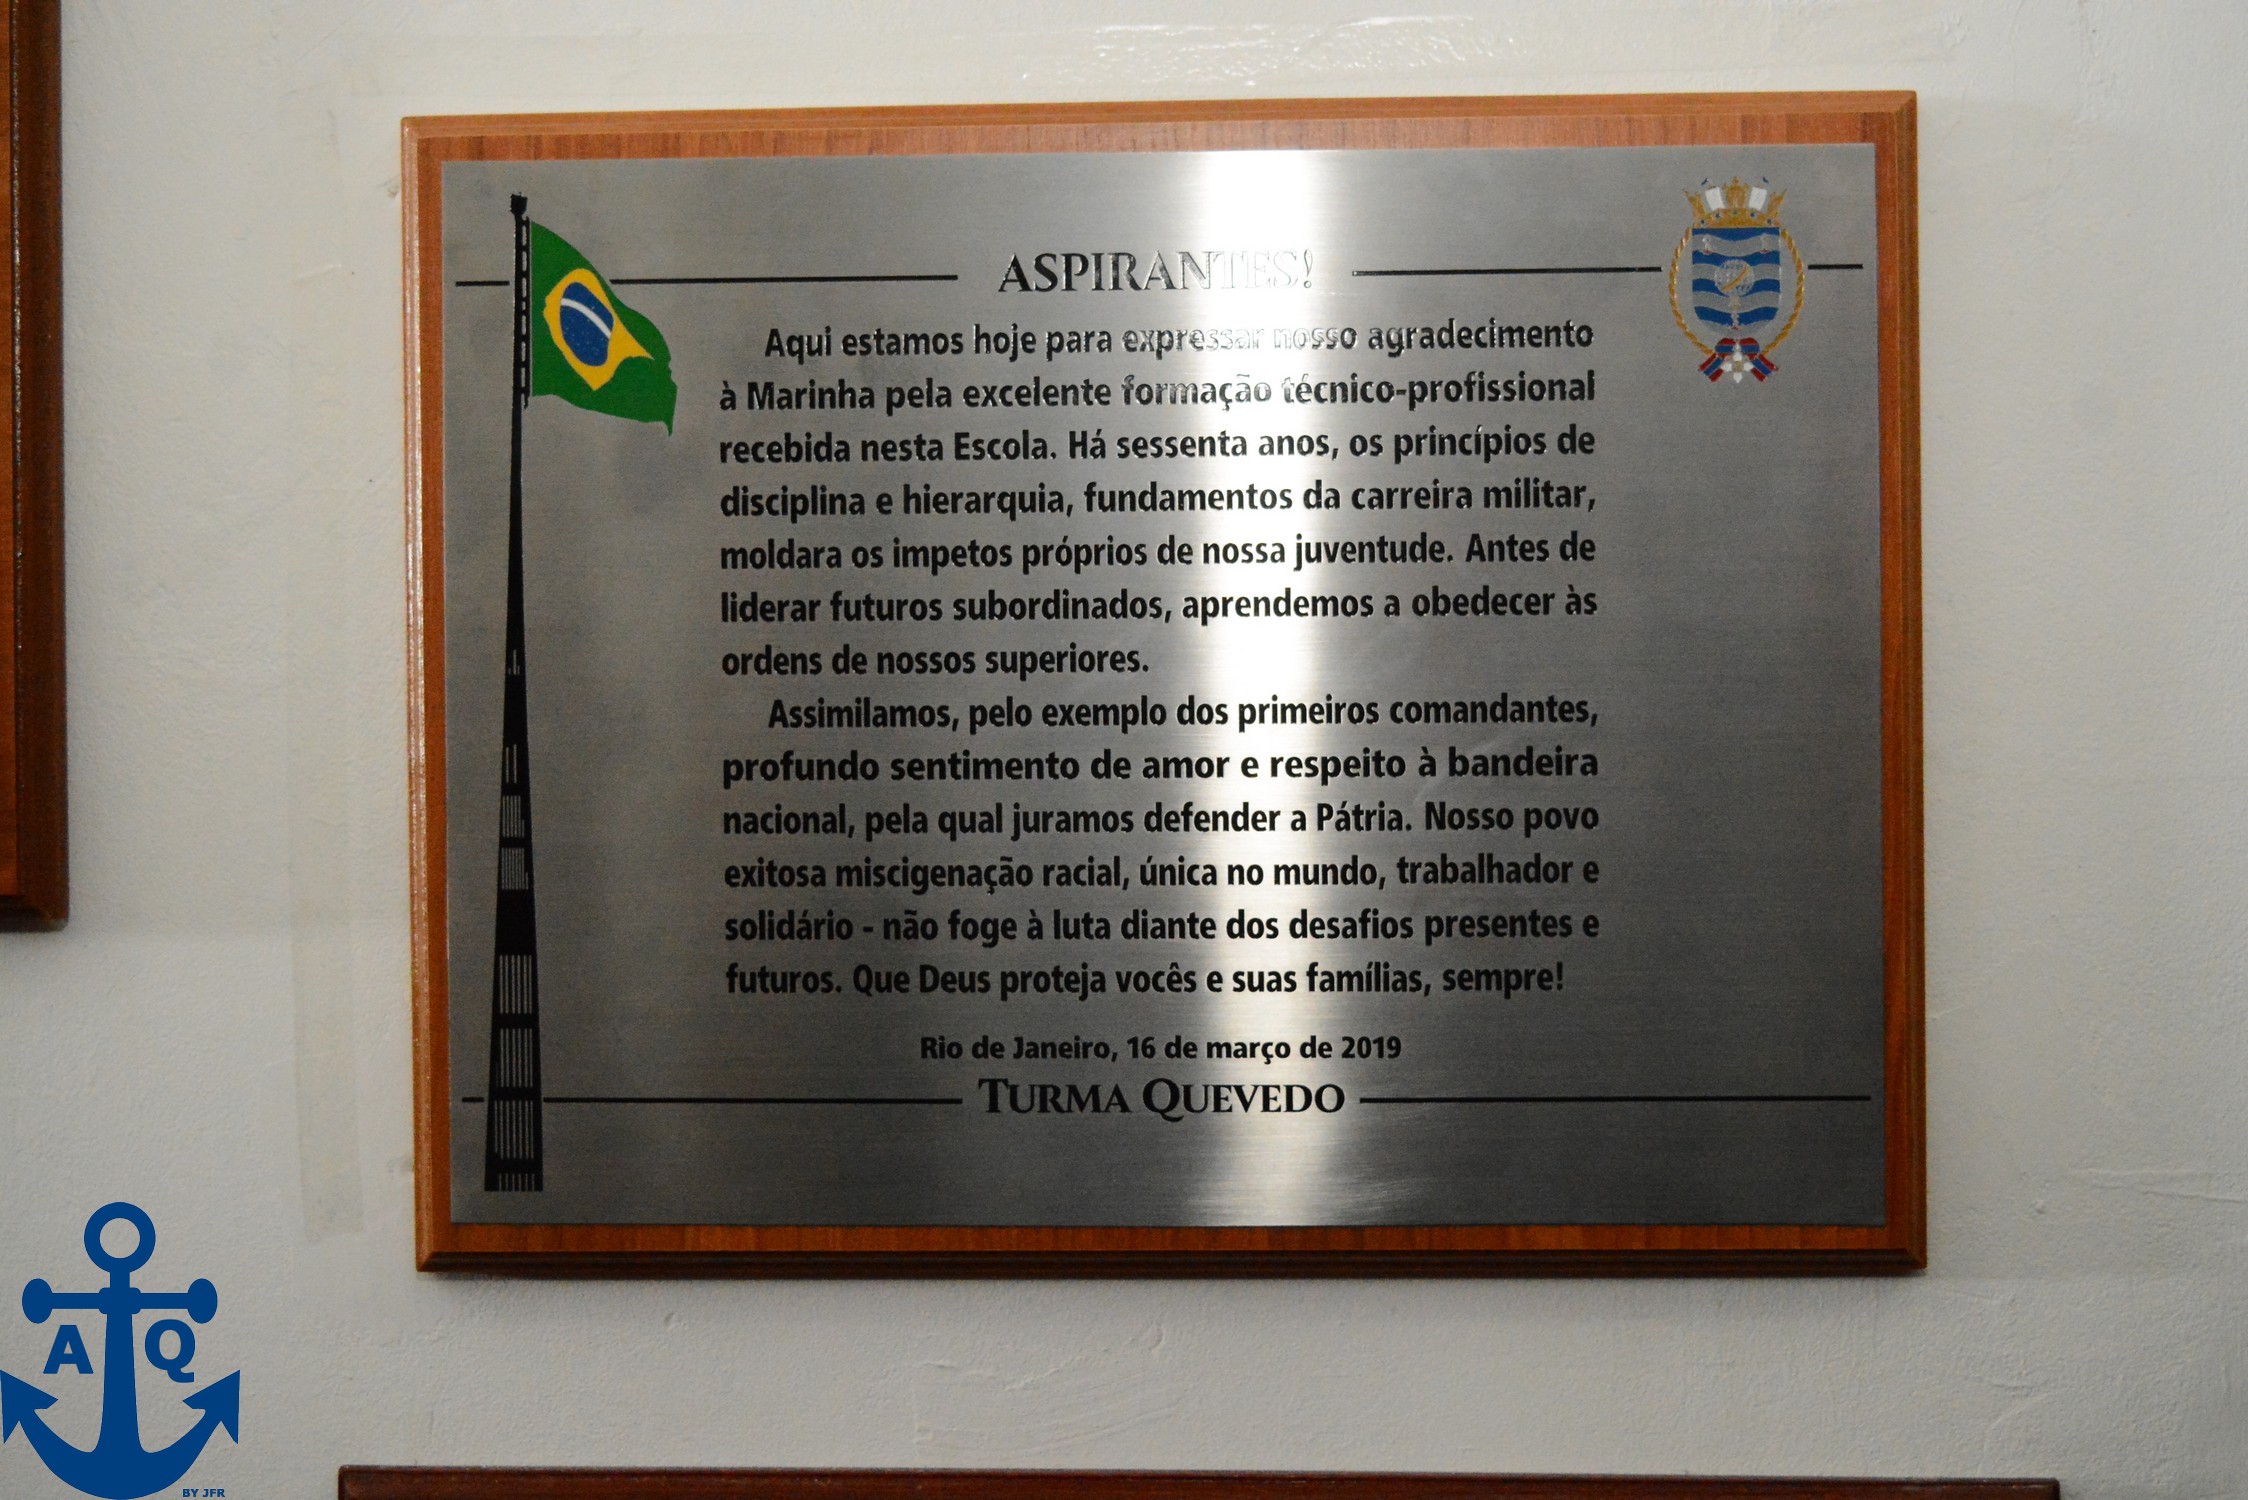 ASPIRANTES!
Aqui estamos hoje para expressar nosso agradecimento
à Marinha pela excelente formação técnico-profissional
recebida nesta Escola. Há sessenta anos, os princípios de
disciplina e hierarquia, fundamentos da carreira militar,
moldara os impetos próprios de nossa juventude. Antes de
liderar futuros subordinados, aprendemos a obedecer às
ordens de nossos superiores.
Assimilamos, pelo exemplo dos primeiros comandantes,
profundo sentimento de amor e respeito à bandeira
nacional, pela qual juramos defender a Pátria. Nosso povo
exitosa miscigenação racial, única no mundo, trabalhador e
solidário - não foge à luta diante dos desafios presentes e
futuros. Que Deus proteja vocês e suas famílias, sempre!
Rio de Janeiro, 16 de março de 2019
TURMA QUEVEDO
A Q
BY JFR